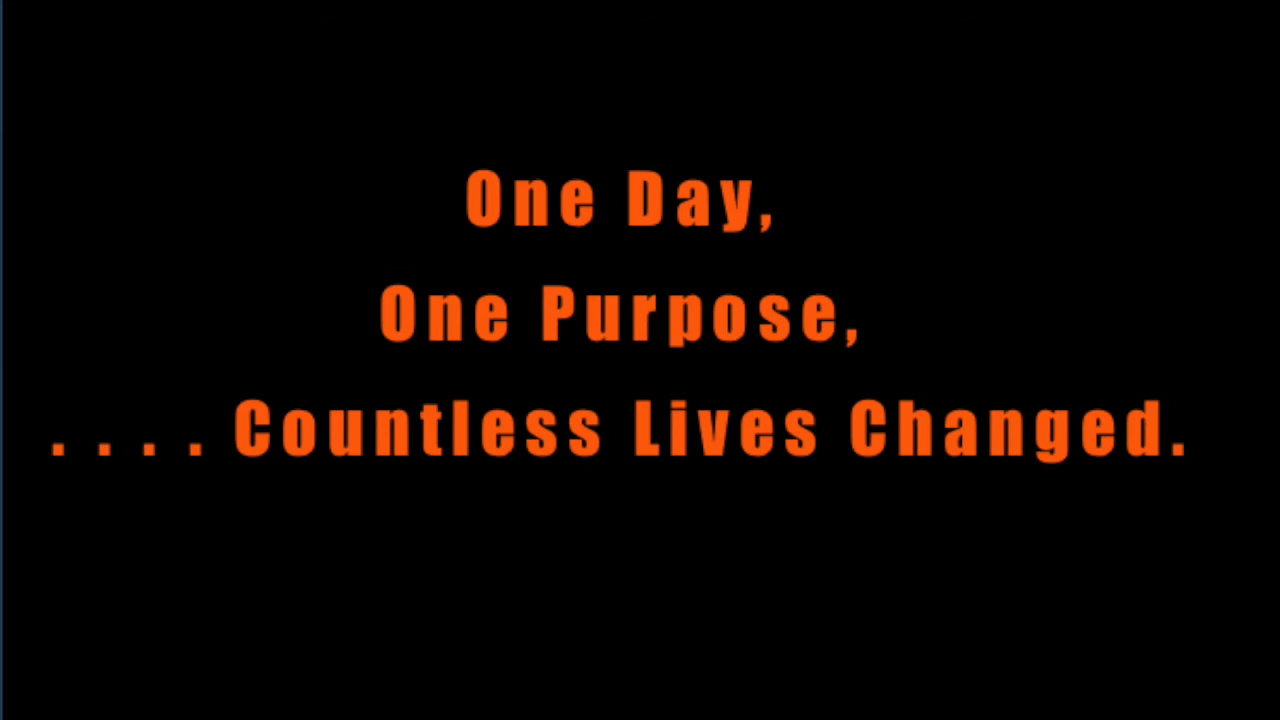 One Day,
One Purpose,
. . . . Countless Lives Changed.